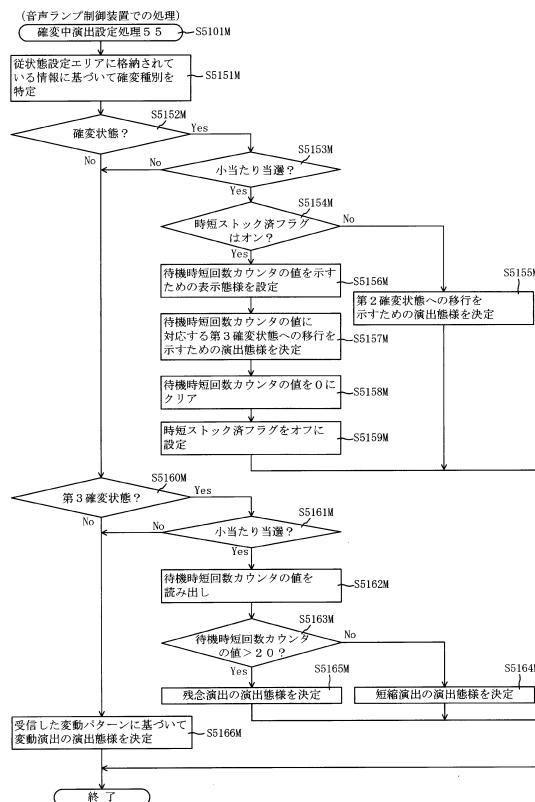 (音声ランプ制御装置での処理)
確変中演出設定処理55
S5101M
従状態設定エリアに格納されて
いる情報に基づいて確変種別を
特定
S5151M
確変状態?
S5152M
Yes
No
小当たり当選?
S5153M
No
Yes
時短ストック済フラグ
はオン?
S5154M
No
Yes
待機時短回数カウンタの値を示す
ための表示態様を設定
S5156M
第2確変状態への移行を
示すための演出態様を決定
S5155M
待機時短回数カウンタの値に
対応する第3確変状態への移行を
示すための演出態様を決定
S5157M
待機時短回数カウンタの値を0に
クリア
S5158M
時短ストック済フラグをオフに
設定
S5159M
第3確変状態?
S5160M
Yes
No
小当たり当選?
S5161M
No
Yes
待機時短回数カウンタの値を
読み出し
S5162M
待機時短回数カウンタ
の値>20?
S5163M
No
Yes
残念演出の演出態様を決定
S5165M
短縮演出の演出態様を決定
S5164M
受信した変動パターンに基づいて
変動演出の演出態様を決定
S5166M
終了